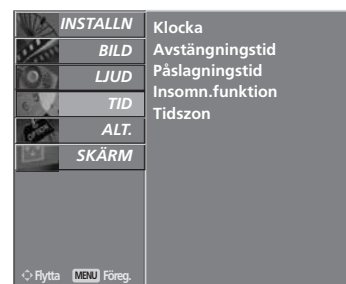 INSTALLN
BILD
LJUD
TID
ALT.
SKÄRM
Klocka
Avstängningstid
Påslagningstid
Insomn.funktion
Tidszon
Flytta MENU Föreg.